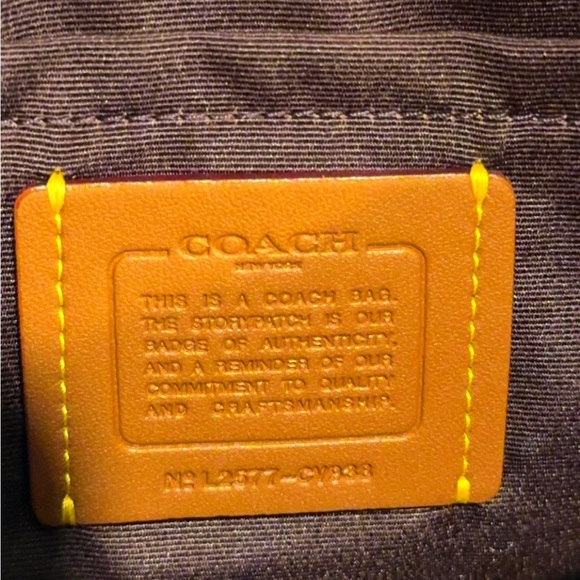 COACH
NEW YORK
THIS IS A COACH BAG.
THE STORYPATCH IS OUR
BADGE OF AUTHENTICITY,
AND A REMINDER OF OUR
COMMITMENT TO QUALITY
AND CRAFTSMANSHIP.
Nº L2577-CV938